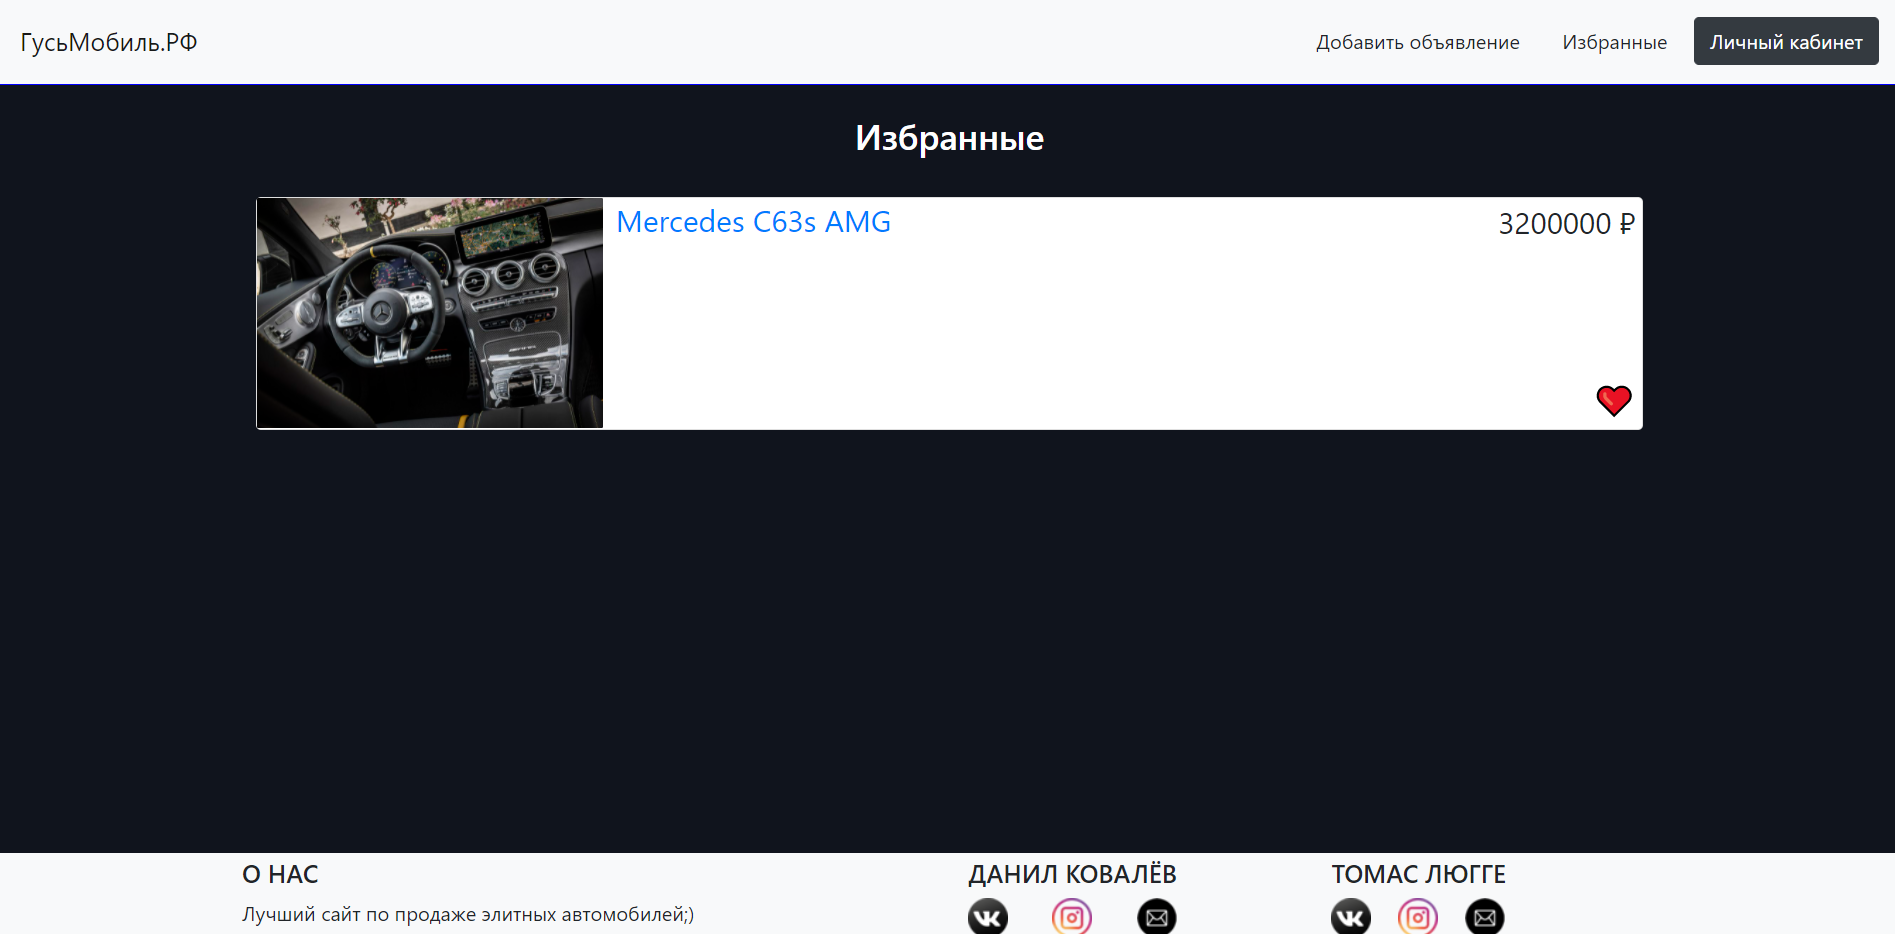 ГусьМобиль.РФ
Добавить объявление
Избранные
Личный кабинет
Избранные
Mercedes C63s AMG
3200000 ₽
О НАС
Лучший сайт по продаже элитных автомобилей;)
ДАНИЛ КОВАЛЁВ
ТОМАС ЛЮГГЕ